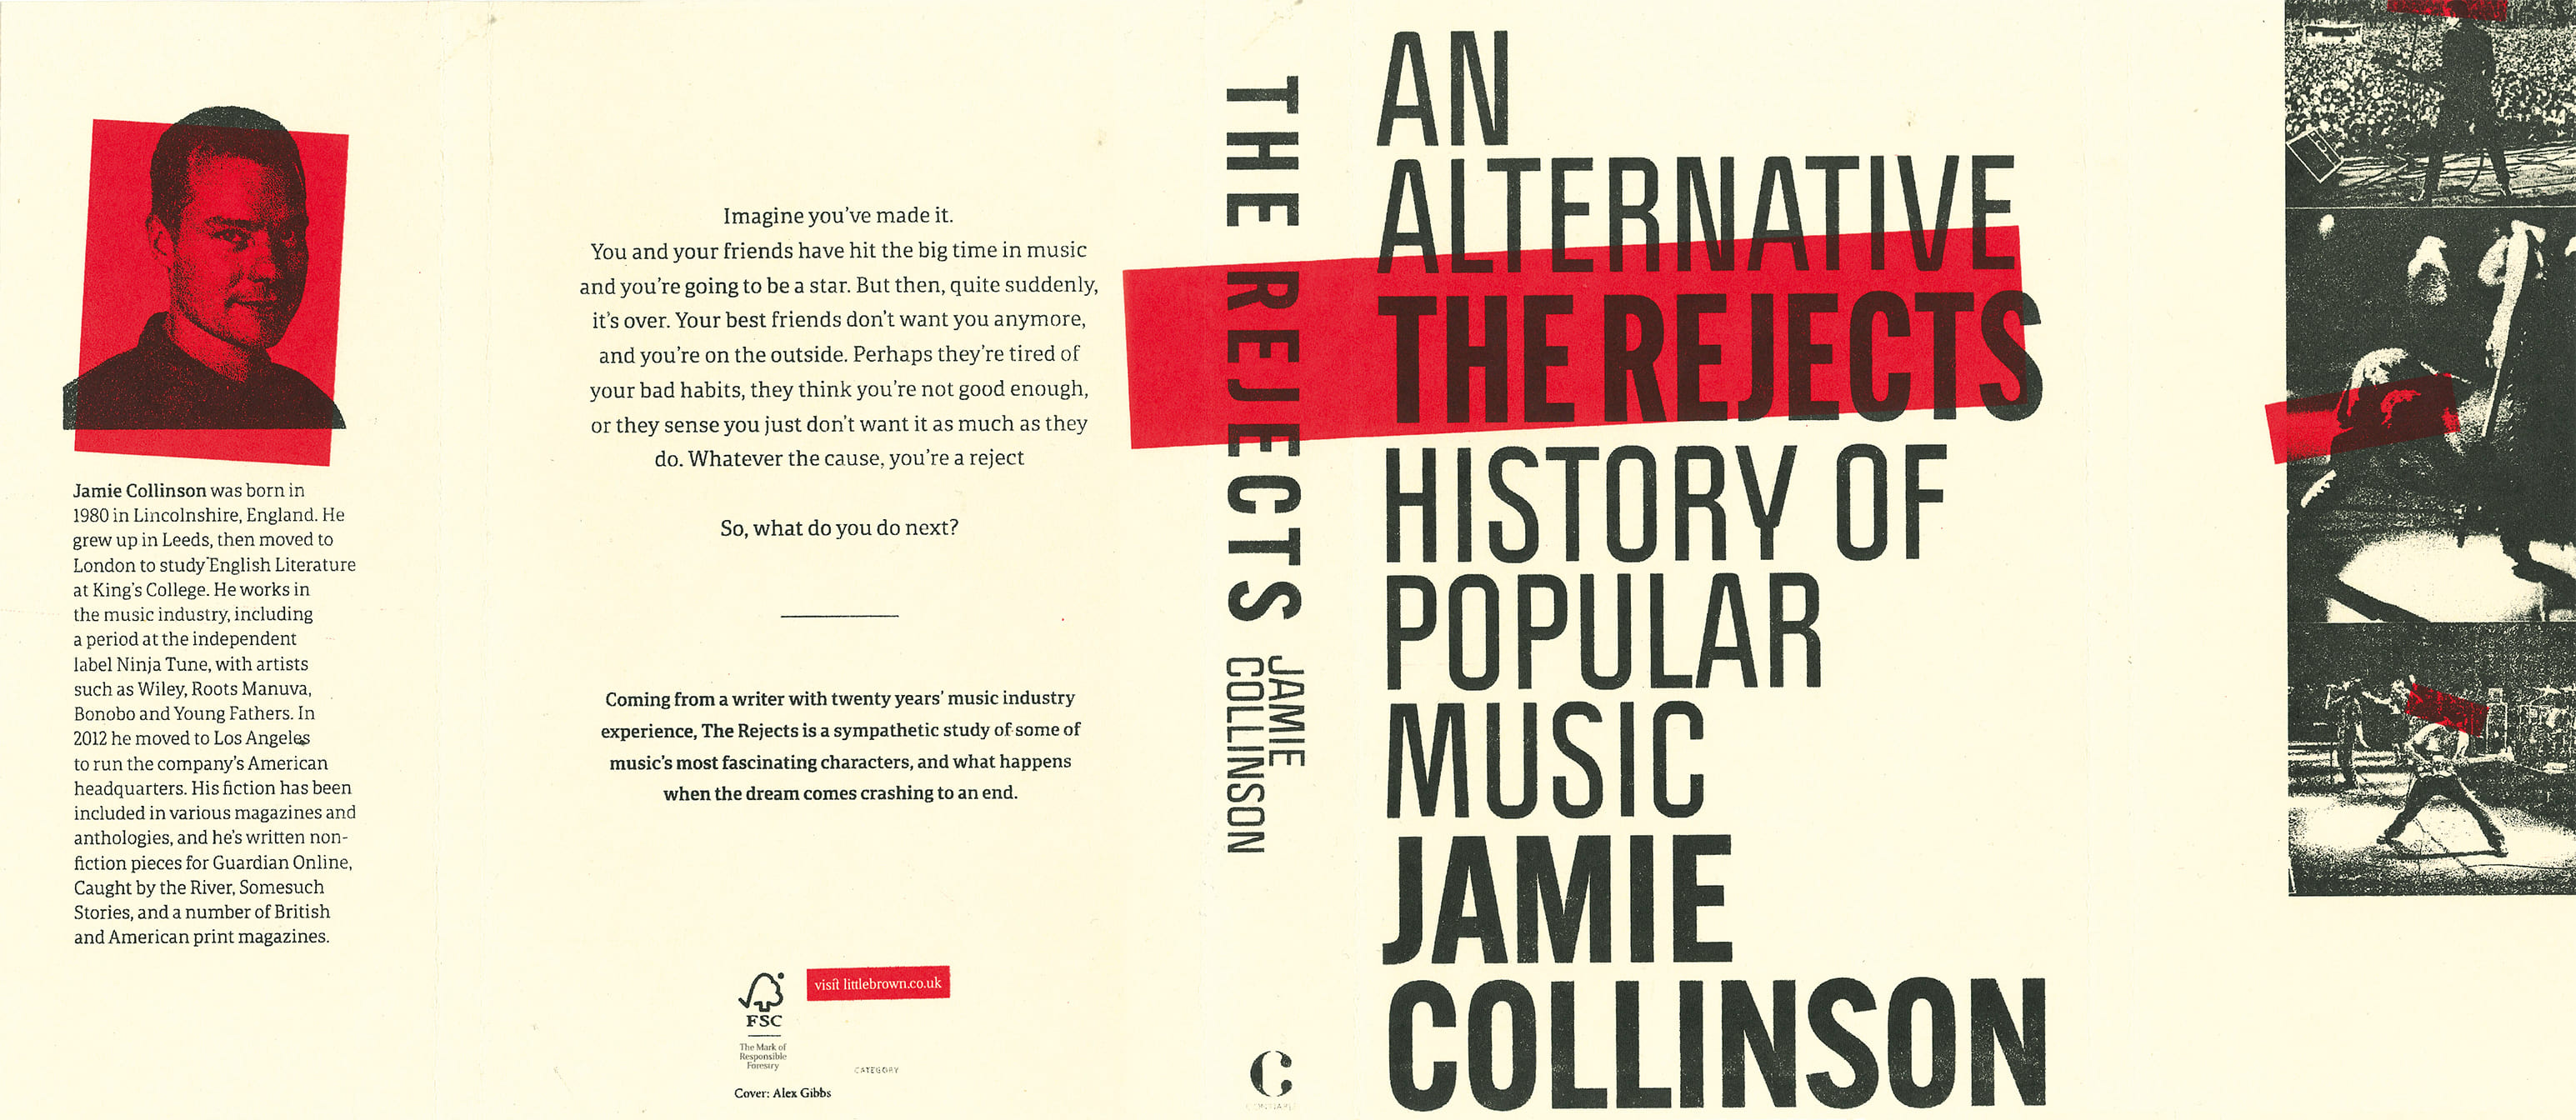 Jamie Collinson was born in
1980 in Lincolnshire, England. He
grew up in Leeds, then moved to
London to study English Literature
at King's College. He works in
the music industry, including
a period at the independent
label Ninja Tune, with artists
such as Wiley, Roots Manuva,
Bonobo and Young Fathers. In
2012 he moved to Los Angeles
to run the company's American
headquarters. His fiction has been
included in various magazines and
anthologies, and he's written non-
fiction pieces for Guardian Online,
Caught by the River, Somesuch
Stories, and a number of British
and American print magazines.
Imagine you've made it.
You and your friends have hit the big time in music
and you're going to be a star. But then, quite suddenly,
it's over. Your best friends don't want you anymore,
and you're on the outside. Perhaps they're tired of
your bad habits, they think you're not good enough,
or they sense you just don't want it as much as they
do. Whatever the cause, you're a reject
So, what do you do next?
Coming from a writer with twenty years' music industry
experience, The Rejects is a sympathetic study of some of
music's most fascinating characters, and what happens
when the dream comes crashing to an end.
FSC
The Mark of
Responsible
Forestry
visit littlebrown.co.uk
CATEGORY
Cover: Alex Gibbs
THE REJECTS
JAMIE
COLLINSON
C
CONSTABLE
AN
ALTERNATIVE
THE REJECTS
HISTORY OF
POPULAR
MUSIC
JAMIE
COLLINSON